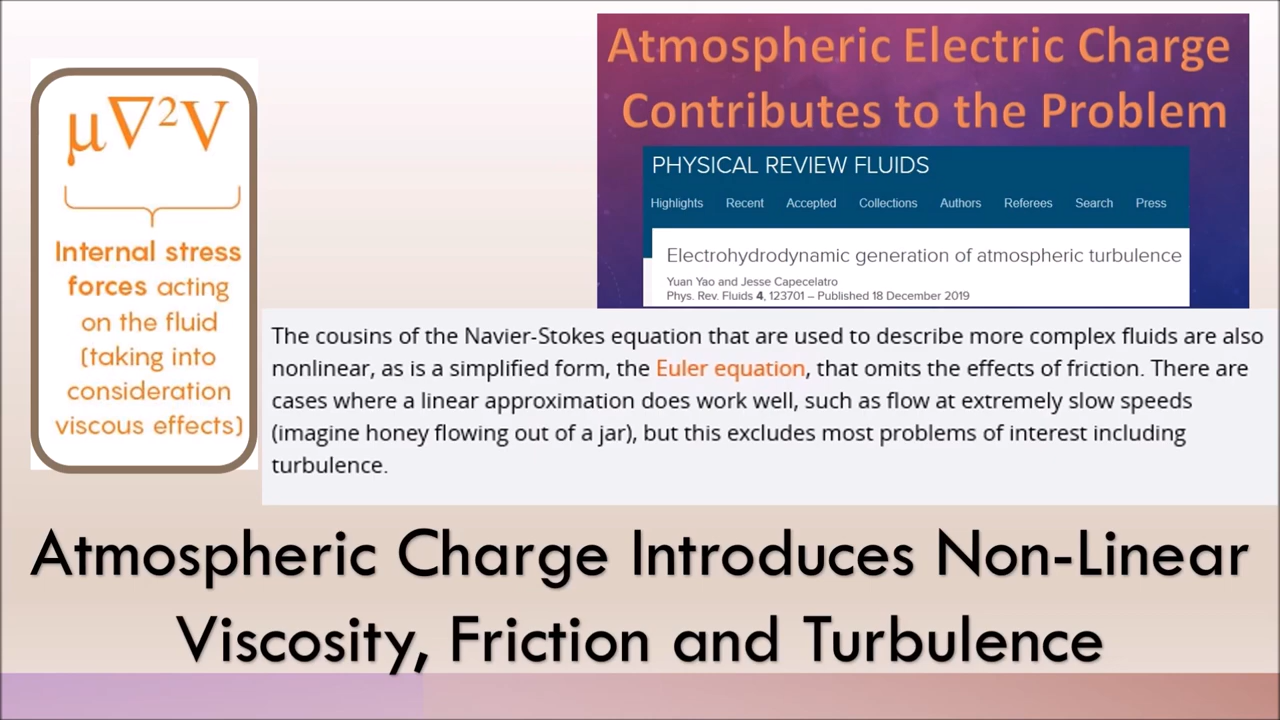 Atmospheric Electric Charge
Contributes to the Problem
PHYSICAL REVIEW FLUIDS
Highlights Recent Accepted Collections Authors Referees Search Press
Electrohydrodynamic generation of atmospheric turbulence
Yuan Yao and Jesse Capecelatro
Phys. Rev. Fluids 4, 123701 – Published 18 December 2019
μ∇²V
Internal stress
forces acting
on the fluid
(taking into
consideration
viscous effects)
The cousins of the Navier-Stokes equation that are used to describe more complex fluids are also
nonlinear, as is a simplified form, the Euler equation, that omits the effects of friction. There are
cases where a linear approximation does work well, such as flow at extremely slow speeds
(imagine honey flowing out of a jar), but this excludes most problems of interest including
turbulence.
Atmospheric Charge Introduces Non-Linear
Viscosity, Friction and Turbulence